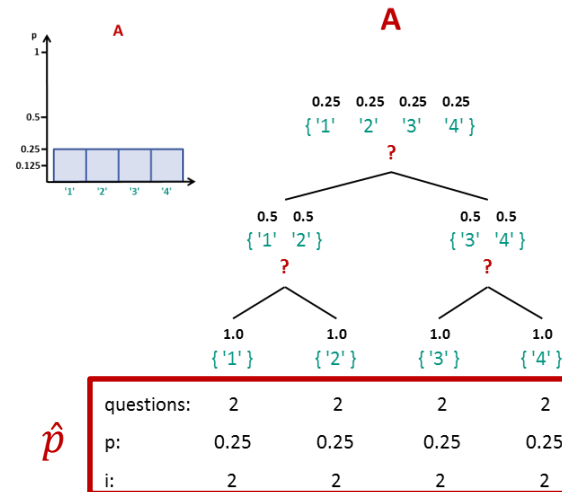 A
p
1
0.5
0.25
0.125
'1' '2' '3' '4'
A
0.25 0.25 0.25 0.25
{ '1' '2' '3' '4' }
?
0.5 0.5 0.5 0.5
{ '1' '2' } { '3' '4' }
? ?
1.0 1.0 1.0 1.0
{ '1' } { '2' } { '3' } { '4' }
p̂
questions: 2 2 2 2
p: 0.25 0.25 0.25 0.25
i: 2 2 2 2